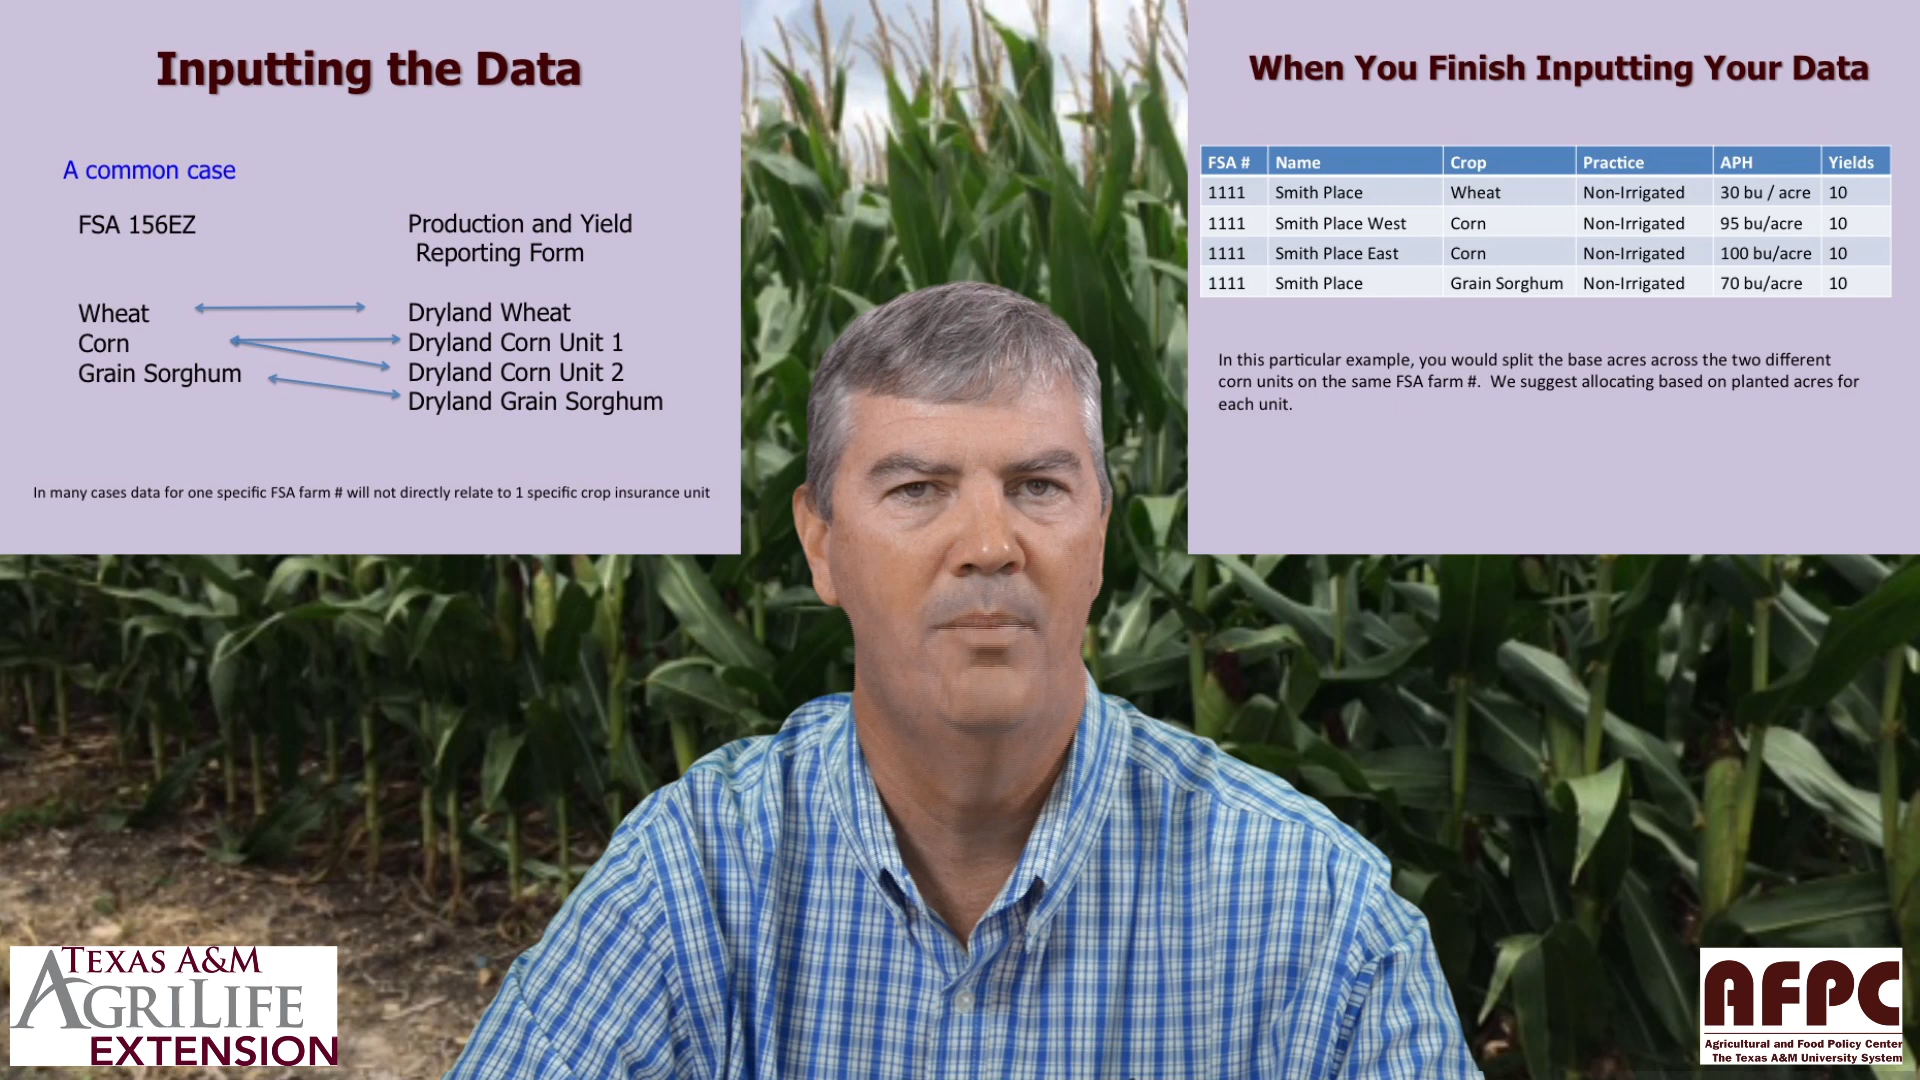 Inputting the Data
A common case
FSA 156EZ
Production and Yield
Reporting Form
Wheat
Corn
Grain Sorghum
Dryland Wheat
Dryland Corn Unit 1
Dryland Corn Unit 2
Dryland Grain Sorghum
In many cases data for one specific FSA farm # will not directly relate to 1 specific crop insurance unit
When You Finish Inputting Your Data
FSA # Name Crop Practice APH Yields
1111 Smith Place Wheat Non-Irrigated 30 bu / acre 10
1111 Smith Place West Corn Non-Irrigated 95 bu/acre 10
1111 Smith Place East Corn Non-Irrigated 100 bu/acre 10
1111 Smith Place Grain Sorghum Non-Irrigated 70 bu/acre 10
In this particular example, you would split the base acres across the two different
corn units on the same FSA farm #. We suggest allocating based on planted acres for
each unit.
TEXAS A&M
AGRILIFE
EXTENSION
AFPC
Agricultural and Food Policy Center
The Texas A&M University System